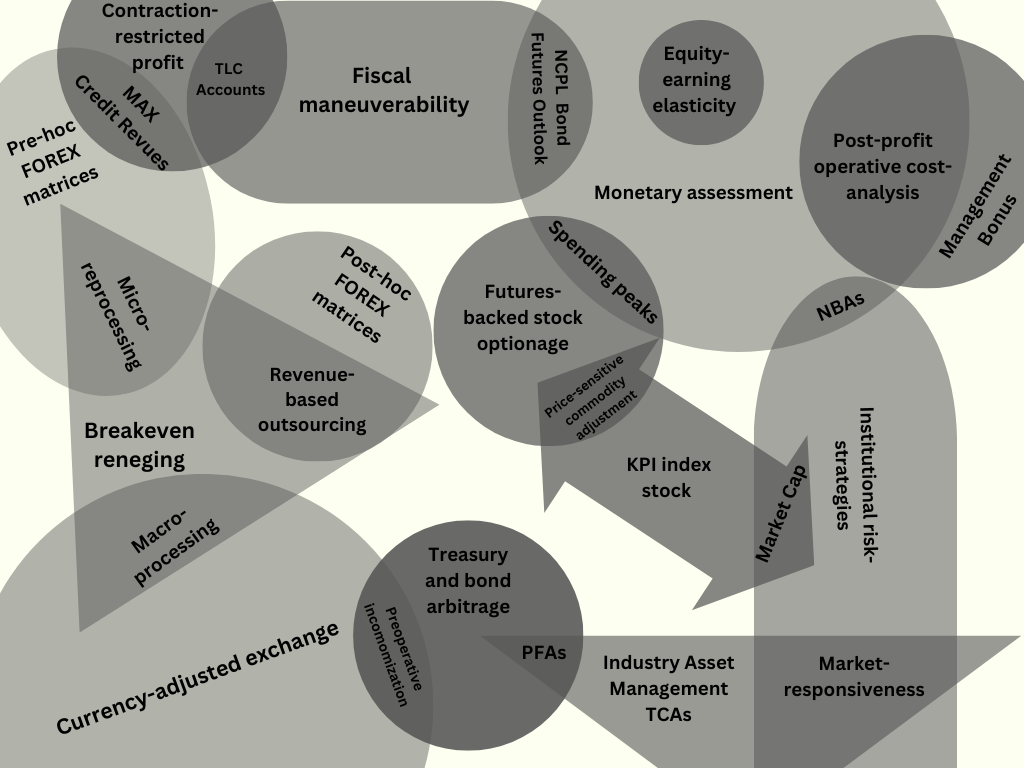 Contraction-
restricted
profit
TLC
Accounts
MAX
Credit Revues
Pre-hoc
FOREX
matrices
Fiscal
maneuverability
NCPL Bond
Futures Outlook
Equity-
earning
elasticity
Monetary assessment
Post-profit
operative cost-
analysis
Management
Bonus
Micro-
reprocessing
Post-hoc
FOREX
matrices
Revenue-
based
outsourcing
Spending peaks
Futures-
backed stock
optionage
Price-sensitive
commodity
adjustment
NBAs
Breakeven
reneging
KPI index
stock
Market Cap
Institutional risk-
strategies
Macro-
processing
Treasury
and bond
arbitrage
Preoperative
incomomization
PFAs
Currency-adjusted exchange
Industry Asset
Management
TCAs
Market-
responsiveness